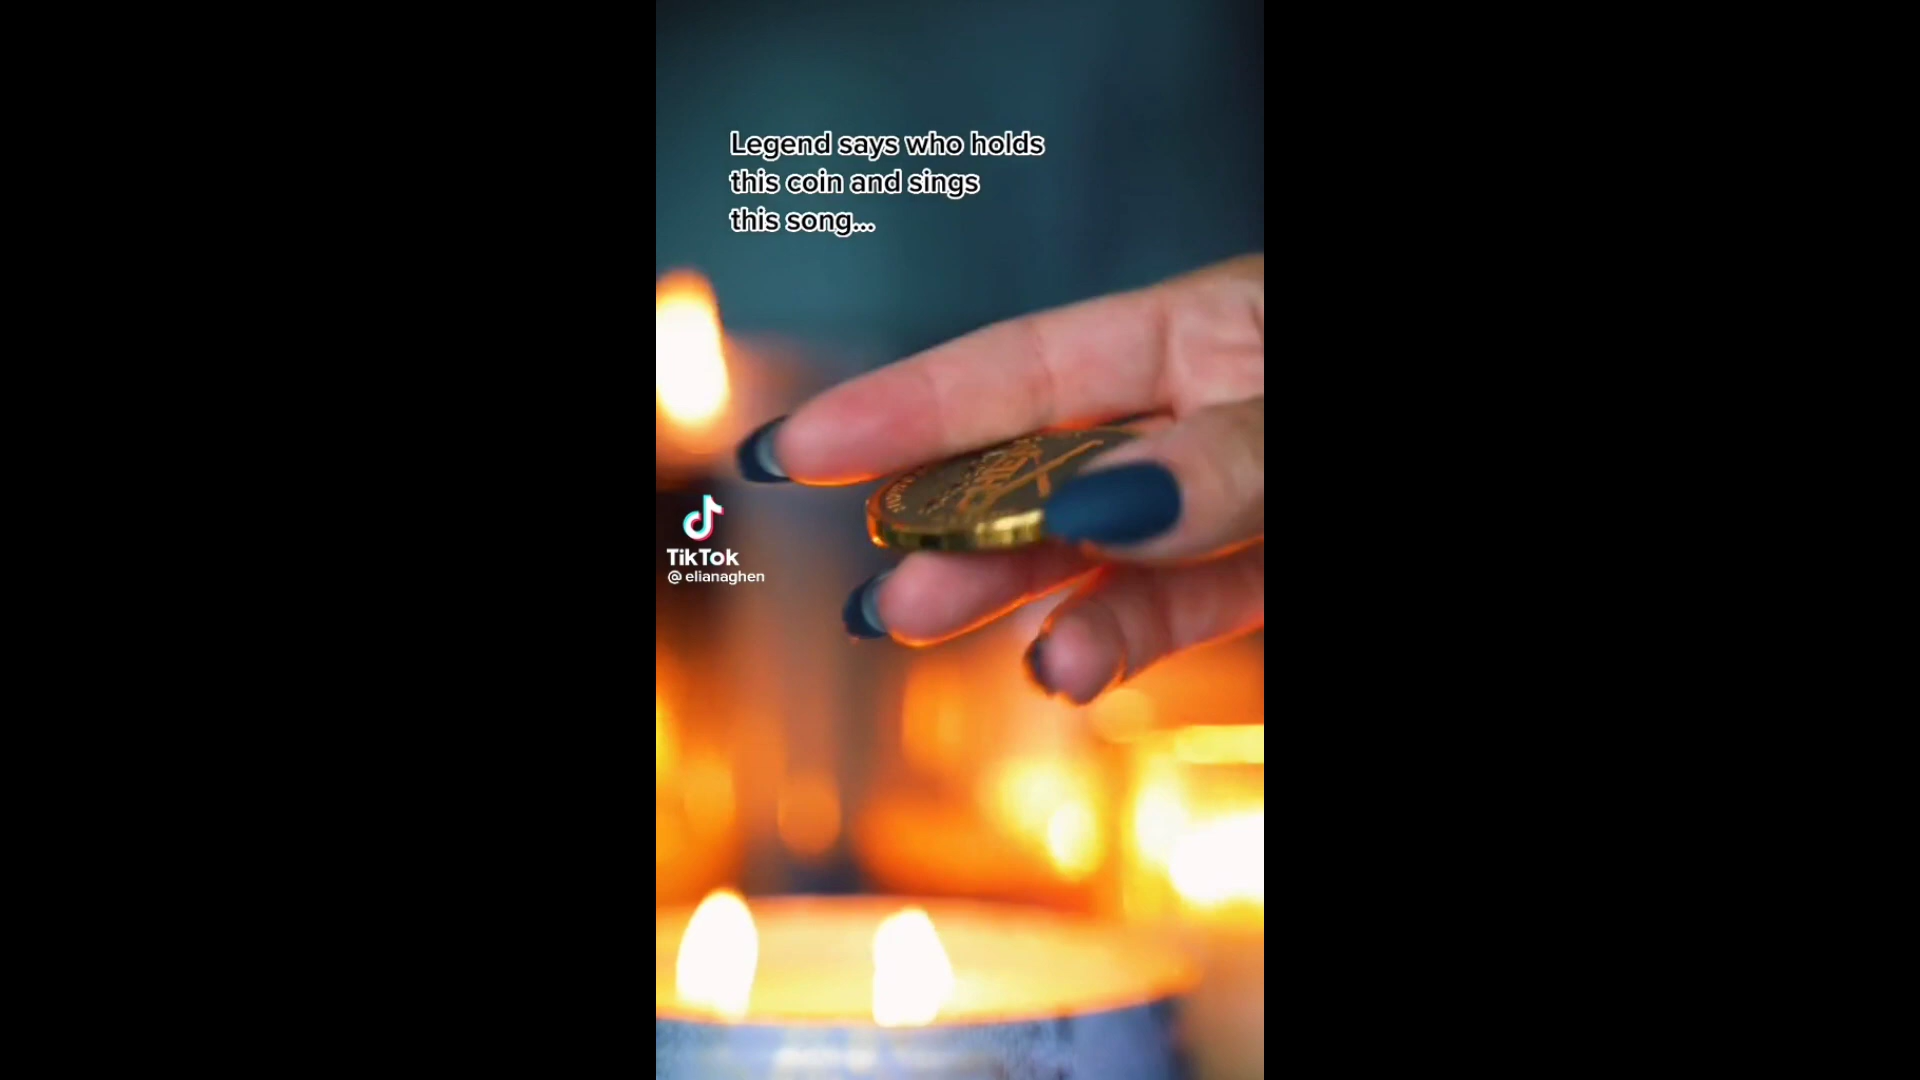 Legend says who holds
this coin and sings
this song...
TikTok
@elianaghen